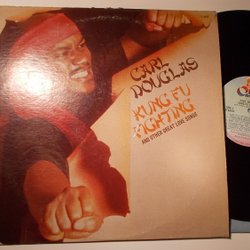 CARL
DOUGLAS
KUNG FU
FIGHTING
AND OTHER GREAT LOVE SONGS